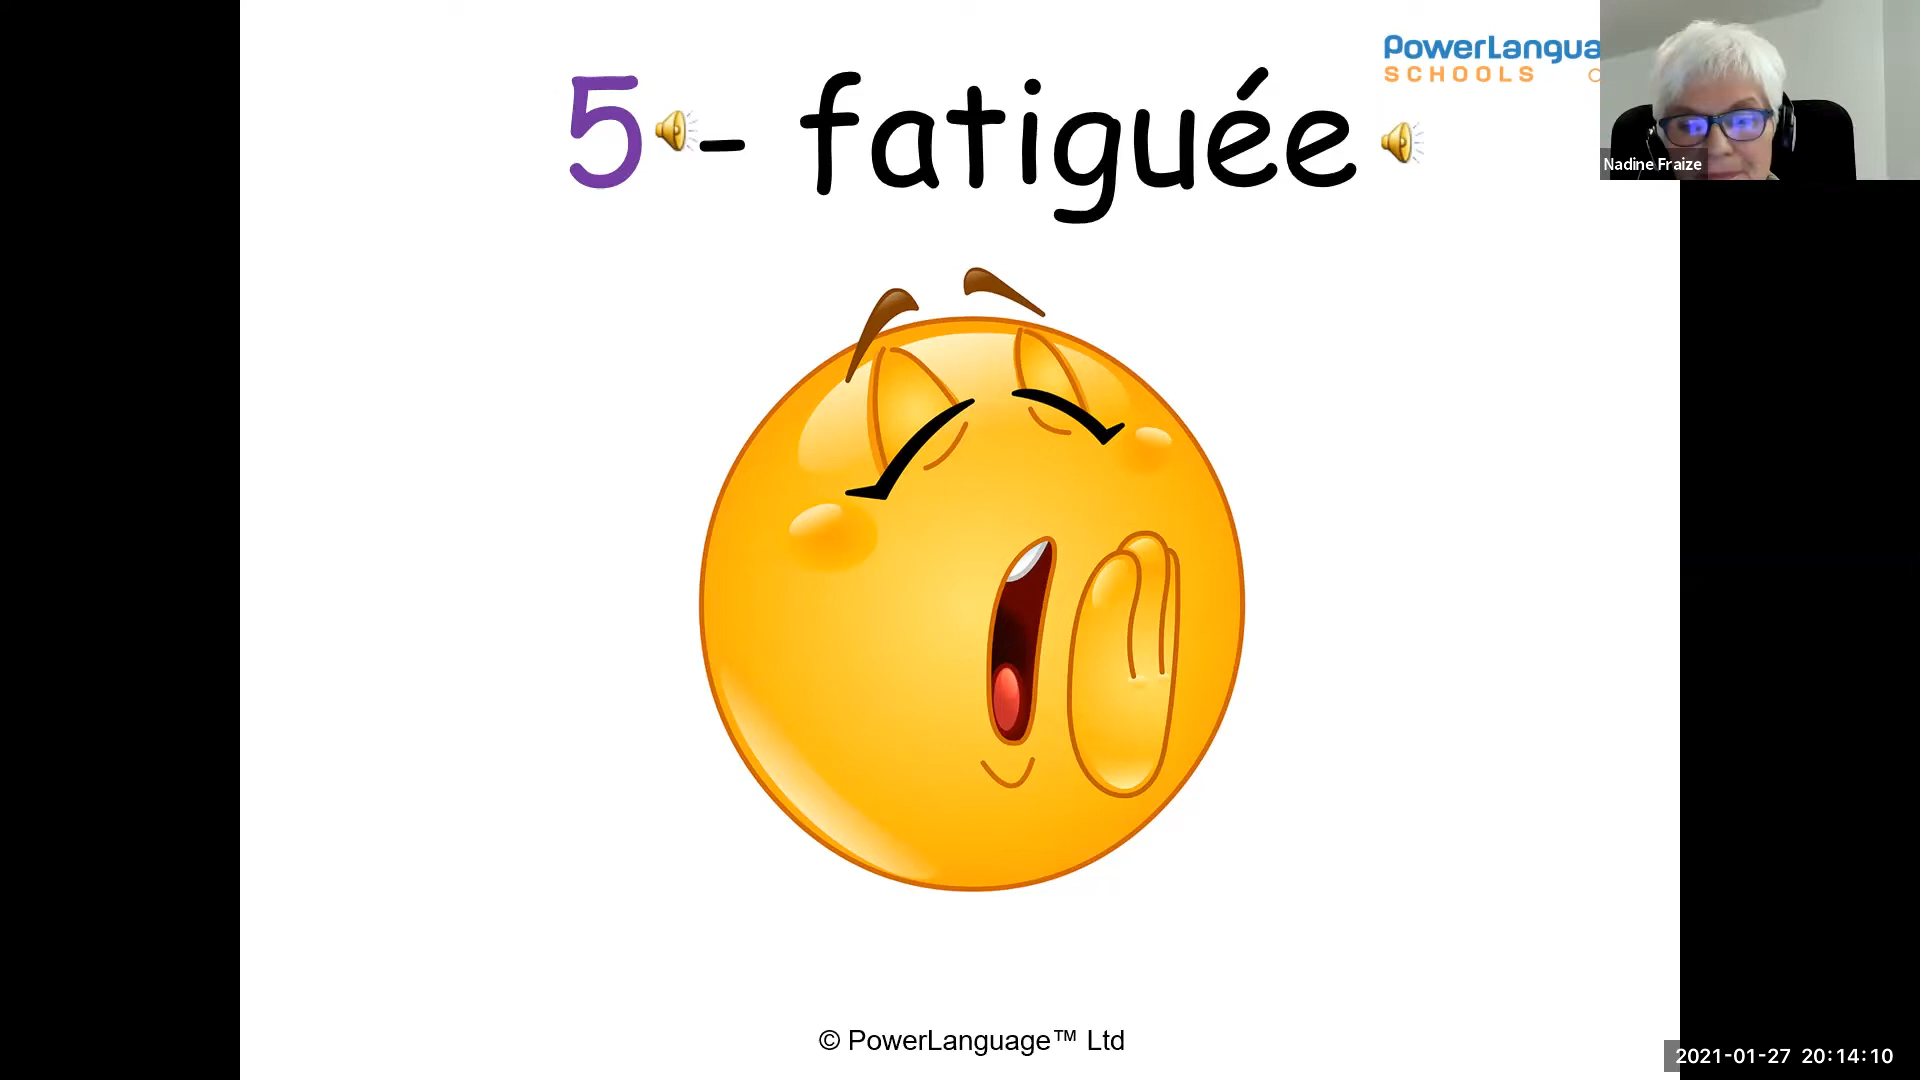 PowerLangua
SCHOOLS
5 - fatiguée
Nadine Fraize
© PowerLanguage™ Ltd
2021-01-27 20:14:10